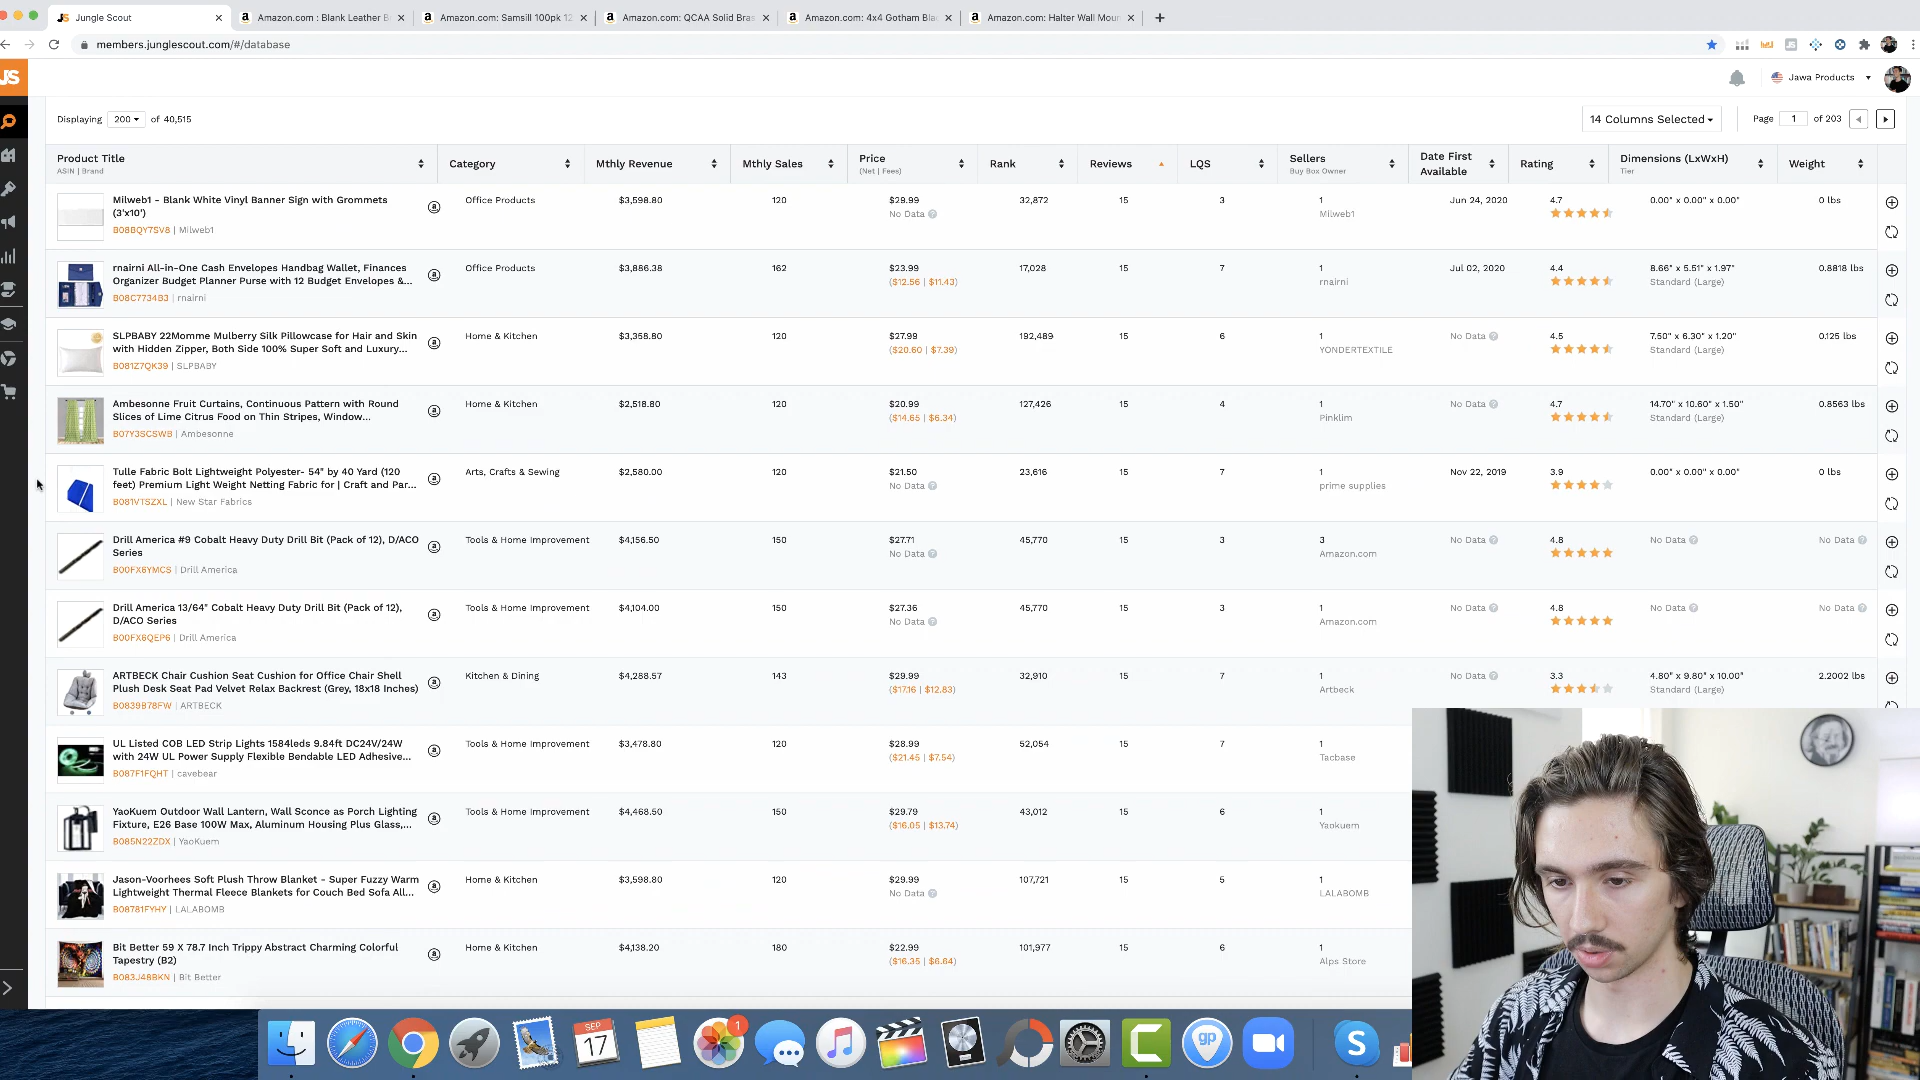 Jungle Scout
Amazon.com : Blank Leather B
Amazon.com: Samsill 100pk 12
Amazon.com: QCAA Solid Bras
Amazon.com: 4x4 Gotham Bla
Amazon.com: Halter Wall Moun
members.junglescout.com/#/database
JS
Jawa Products
Displaying 200 of 40,515
14 Columns Selected
Page 1 of 203
Product Title Category Mthly Revenue Mthly Sales Price Rank Reviews LQS Sellers Date First Available Rating Dimensions (LxWxH) Weight
ASIN | Brand (Net | Fees) Buy Box Owner Tier
Milweb1 - Blank White Vinyl Banner Sign with Grommets Office Products $3,598.80 120 $29.99 32,872 15 3 1 Jun 24, 2020 4.7 0.00" x 0.00" x 0.00" 0 lbs
(3'x10') No Data Milweb1
B08BQY7SV8 | Milweb1
rnairni All-in-One Cash Envelopes Handbag Wallet, Finances Office Products $3,886.38 162 $23.99 17,028 15 7 1 Jul 02, 2020 4.4 8.66" x 5.51" x 1.97" 0.8818 lbs
Organizer Budget Planner Purse with 12 Budget Envelopes &... ($12.56 | $11.43) rnairni Standard (Large)
B08C7734B3 | rnairni
SLPBABY 22Momme Mulberry Silk Pillowcase for Hair and Skin Home & Kitchen $3,358.80 120 $27.99 192,489 15 6 1 No Data 4.5 7.50" x 6.30" x 1.20" 0.125 lbs
with Hidden Zipper, Both Side 100% Super Soft and Luxury... ($20.60 | $7.39) YONDERTEXTILE Standard (Large)
B081Z7QK39 | SLPBABY
Ambesonne Fruit Curtains, Continuous Pattern with Round Home & Kitchen $2,518.80 120 $20.99 127,426 15 4 1 No Data 4.7 14.70" x 10.60" x 1.50" 0.8563 lbs
Slices of Lime Citrus Food on Thin Stripes, Window... ($14.65 | $6.34) Pinklim Standard (Large)
B07Y3SCSWB | Ambesonne
Tulle Fabric Bolt Lightweight Polyester- 54" by 40 Yard (120 Arts, Crafts & Sewing $2,580.00 120 $21.50 23,616 15 7 1 Nov 22, 2019 3.9 0.00" x 0.00" x 0.00" 0 lbs
feet) Premium Light Weight Netting Fabric for | Craft and Par... No Data prime supplies
B081VTSZXL | New Star Fabrics
Drill America #9 Cobalt Heavy Duty Drill Bit (Pack of 12), D/ACO Tools & Home Improvement $4,156.50 150 $27.71 45,770 15 3 3 No Data 4.8 No Data No Data
Series No Data Amazon.com
B00FX6YMCS | Drill America
Drill America 13/64" Cobalt Heavy Duty Drill Bit (Pack of 12), Tools & Home Improvement $4,104.00 150 $27.36 45,770 15 3 1 No Data 4.8 No Data No Data
D/ACO Series No Data Amazon.com
B00FX6QEP6 | Drill America
ARTBECK Chair Cushion Seat Cushion for Office Chair Shell Kitchen & Dining $4,288.57 143 $29.99 32,910 15 7 1 No Data 3.3 4.80" x 9.80" x 10.00" 2.2002 lbs
Plush Desk Seat Pad Velvet Relax Backrest (Grey, 18x18 Inches) ($17.16 | $12.83) Artbeck Standard (Large)
B0839B78FW | ARTBECK
UL Listed COB LED Strip Lights 1584leds 9.84ft DC24V/24W Tools & Home Improvement $3,478.80 120 $28.99 52,054 15 7 1
with 24W UL Power Supply Flexible Bendable LED Adhesive... ($21.45 | $7.54) Tacbase
B087F1FQHT | cavebear
YaoKuem Outdoor Wall Lantern, Wall Sconce as Porch Lighting Tools & Home Improvement $4,468.50 150 $29.79 43,012 15 6 1
Fixture, E26 Base 100W Max, Aluminum Housing Plus Glass,... ($16.05 | $13.74) Yaokuem
B085N22ZDX | YaoKuem
Jason-Voorhees Soft Plush Throw Blanket - Super Fuzzy Warm Home & Kitchen $3,598.80 120 $29.99 107,721 15 5 1
Lightweight Thermal Fleece Blankets for Couch Bed Sofa All... No Data LALABOMB
B08781FYHY | LALABOMB
Bit Better 59 X 78.7 Inch Trippy Abstract Charming Colorful Home & Kitchen $4,138.20 180 $22.99 101,977 15 6 1
Tapestry (B2) ($16.35 | $6.64) Alps Store
B083J48BKN | Bit Better
SEP
17
1
gp